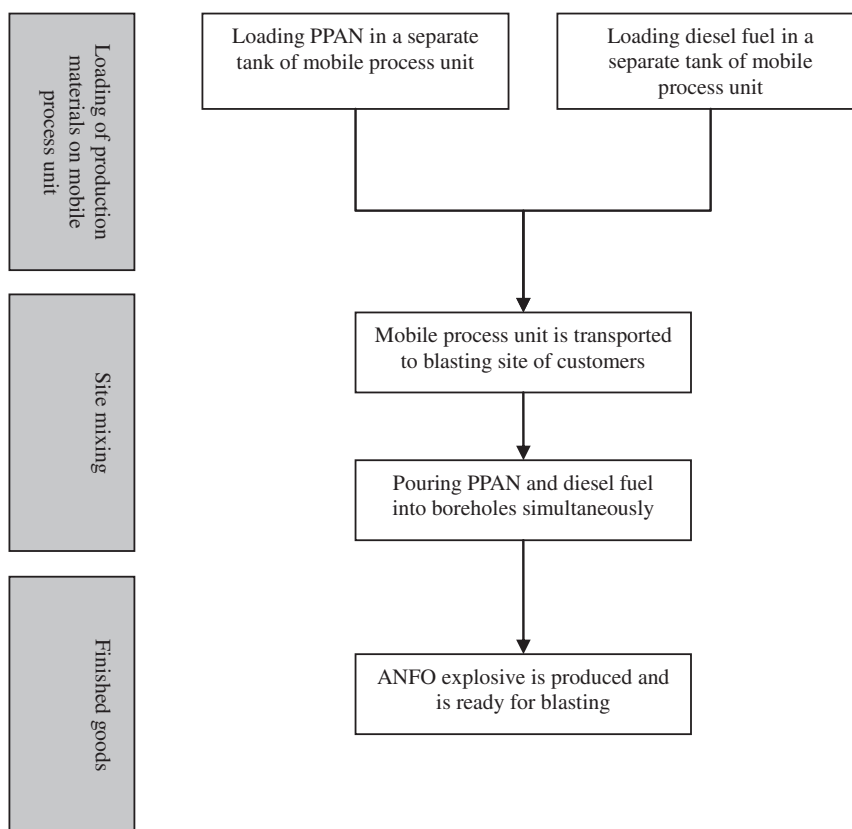 Loading of production
materials on mobile
process unit
Loading PPAN in a separate
tank of mobile process unit
Loading diesel fuel in a
separate tank of mobile
process unit
Site mixing
Mobile process unit is transported
to blasting site of customers
Pouring PPAN and diesel fuel
into boreholes simultaneously
Finished goods
ANFO explosive is produced and
is ready for blasting